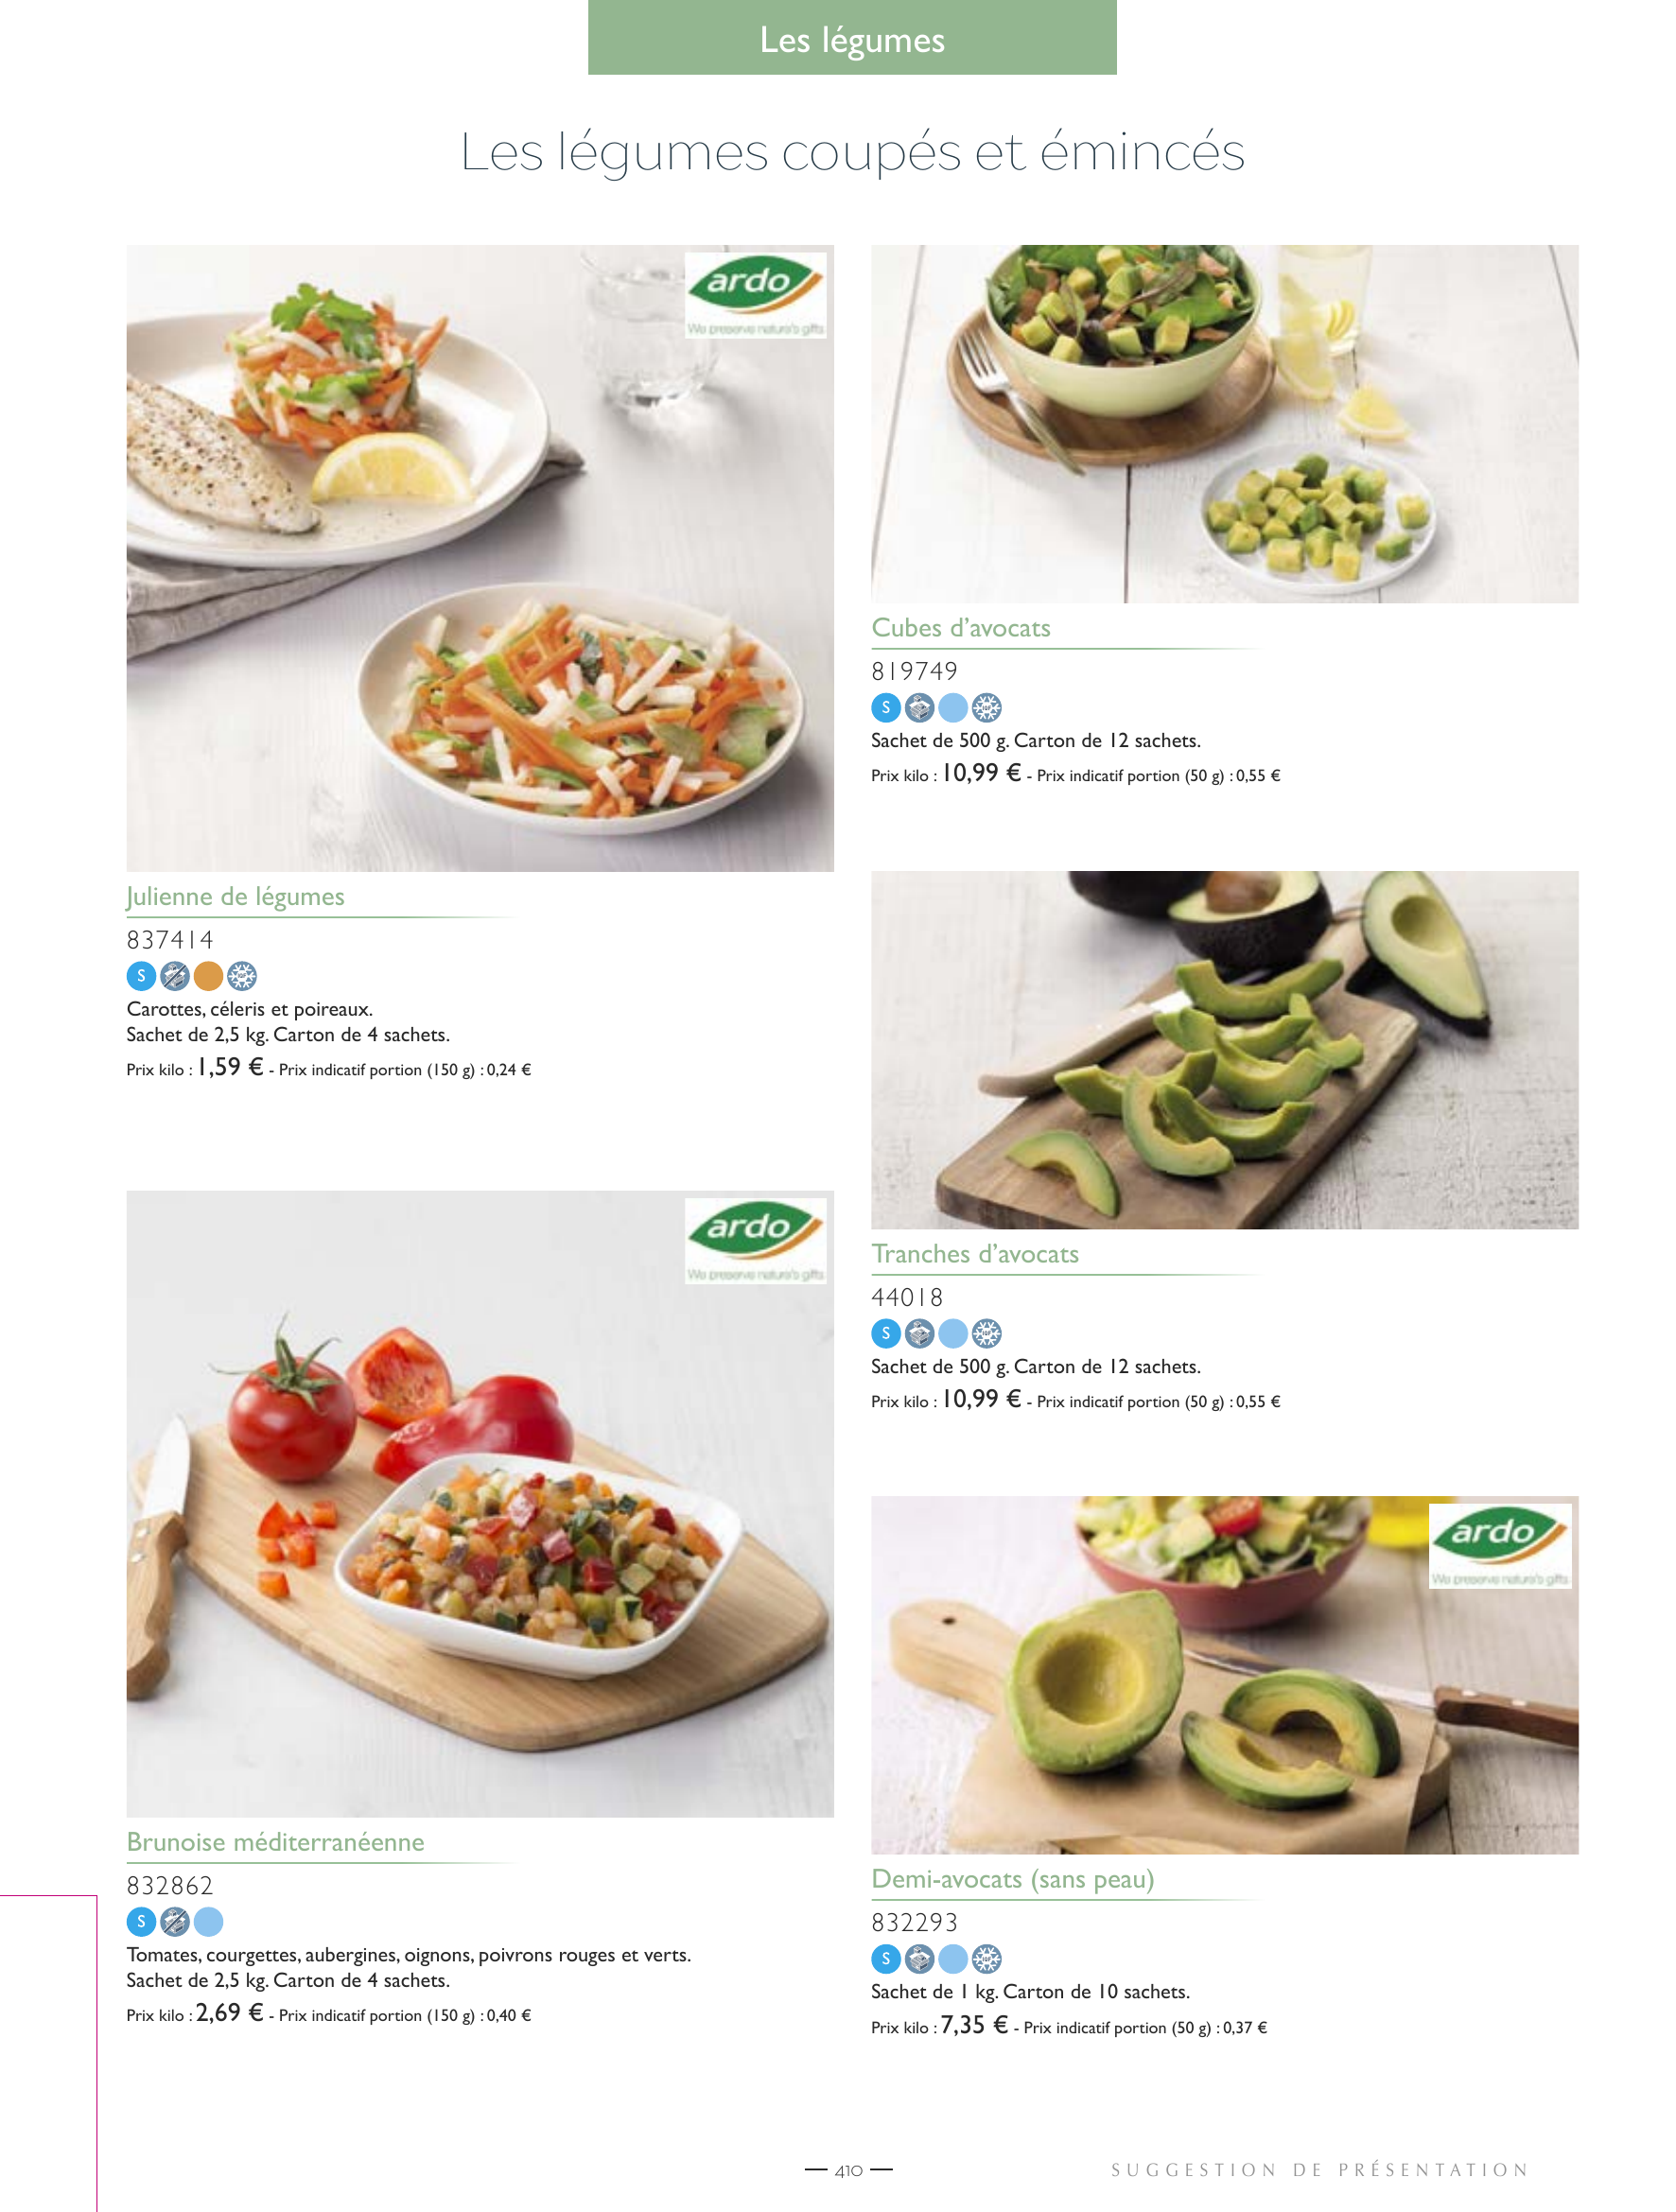 Les légumes
Les légumes coupés et émincés
ardo
We preserve nature's gifts
Julienne de légumes
837414
S
Carottes, céleris et poireaux.
Sachet de 2,5 kg. Carton de 4 sachets.
Prix kilo : 1,59 € - Prix indicatif portion (150 g) : 0,24 €
ardo
We preserve nature's gifts
Brunoise méditerranéenne
832862
S
Tomates, courgettes, aubergines, oignons, poivrons rouges et verts.
Sachet de 2,5 kg. Carton de 4 sachets.
Prix kilo : 2,69 € - Prix indicatif portion (150 g) : 0,40 €
Cubes d'avocats
819749
S
Sachet de 500 g. Carton de 12 sachets.
Prix kilo : 10,99 € - Prix indicatif portion (50 g) : 0,55 €
Tranches d'avocats
44018
S
Sachet de 500 g. Carton de 12 sachets.
Prix kilo : 10,99 € - Prix indicatif portion (50 g) : 0,55 €
ardo
We preserve nature's gifts
Demi-avocats (sans peau)
832293
S
Sachet de 1 kg. Carton de 10 sachets.
Prix kilo : 7,35 € - Prix indicatif portion (50 g) : 0,37 €
— 410 —
SUGGESTION DE PRÉSENTATION